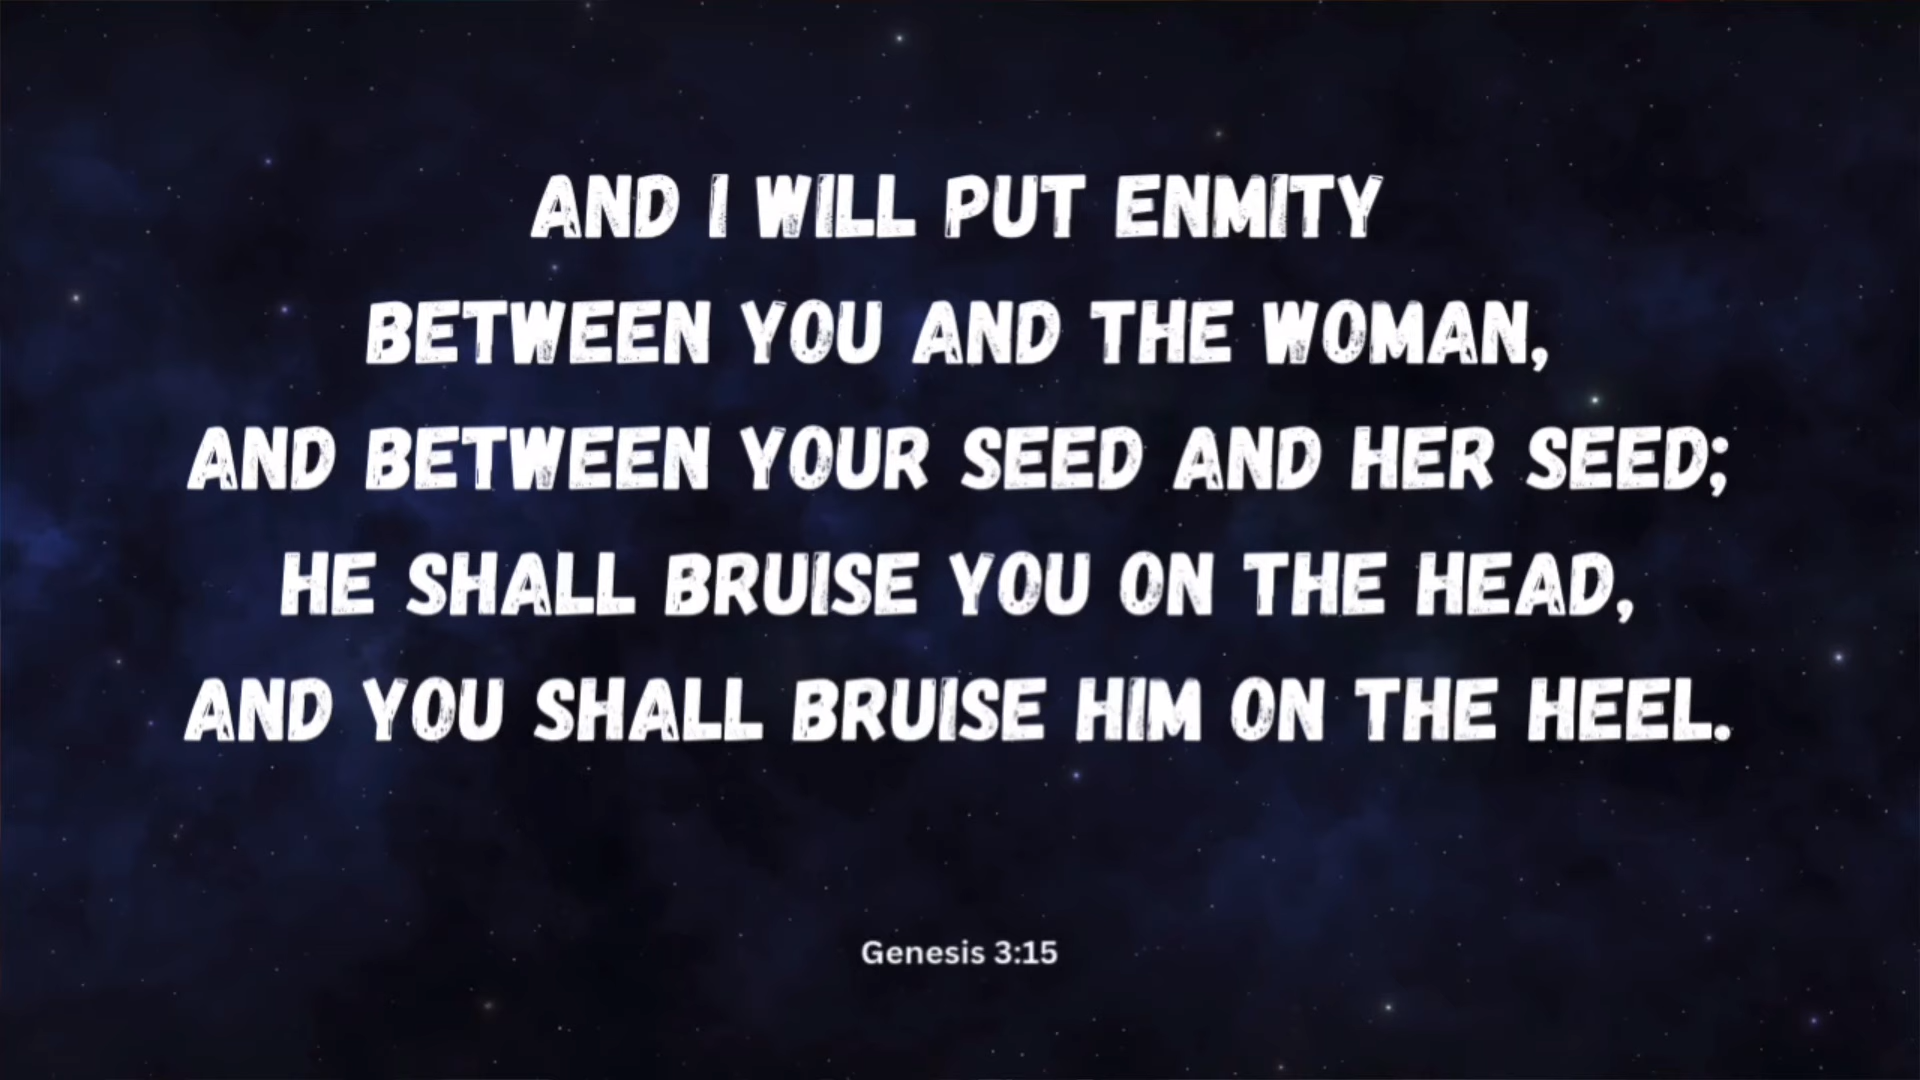 AND I WILL PUT ENMITY
BETWEEN YOU AND THE WOMAN,
AND BETWEEN YOUR SEED AND HER SEED;
HE SHALL BRUISE YOU ON THE HEAD,
AND YOU SHALL BRUISE HIM ON THE HEEL.
Genesis 3:15